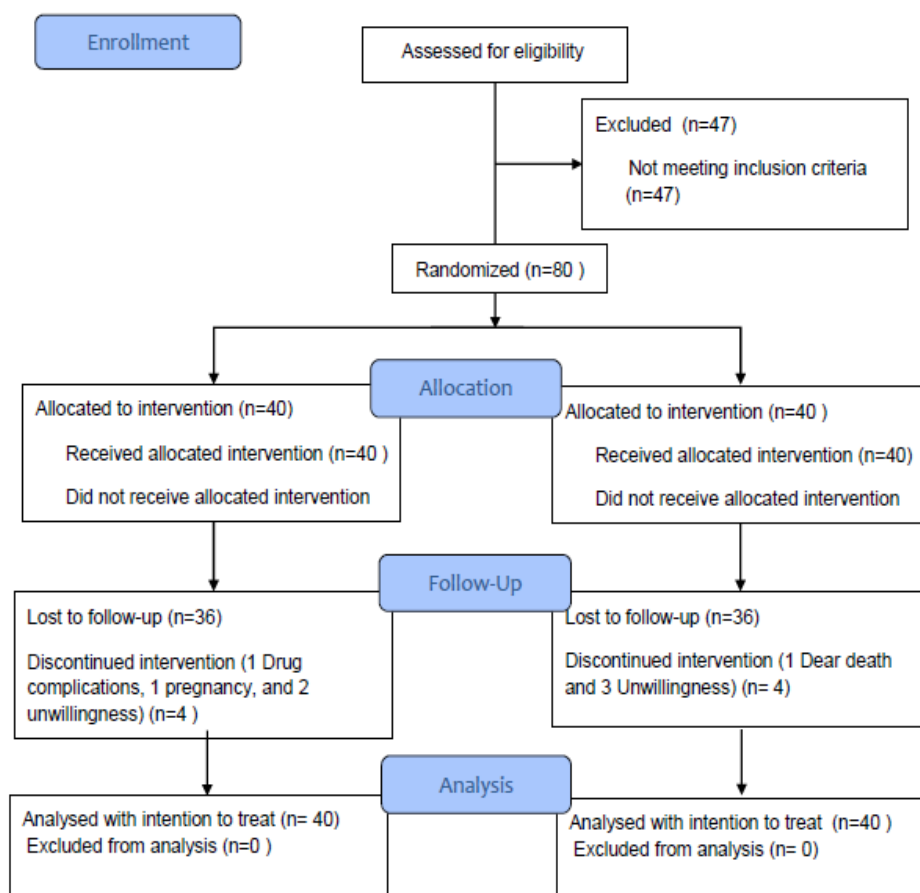 Enrollment
Assessed for eligibility
Excluded (n=47)
Not meeting inclusion criteria
(n=47)
Randomized (n=80 )
Allocation
Allocated to intervention (n=40)
Received allocated intervention (n=40 )
Did not receive allocated intervention
Allocated to intervention (n=40 )
Received allocated intervention (n=40)
Did not receive allocated intervention
Follow-Up
Lost to follow-up (n=36)
Discontinued intervention (1 Drug
complications, 1 pregnancy, and 2
unwillingness) (n=4 )
Lost to follow-up (n=36)
Discontinued intervention (1 Dear death
and 3 Unwillingness) (n= 4)
Analysis
Analysed with intention to treat (n= 40)
Excluded from analysis (n=0 )
Analysed with intention to treat (n=40 )
Excluded from analysis (n= 0)